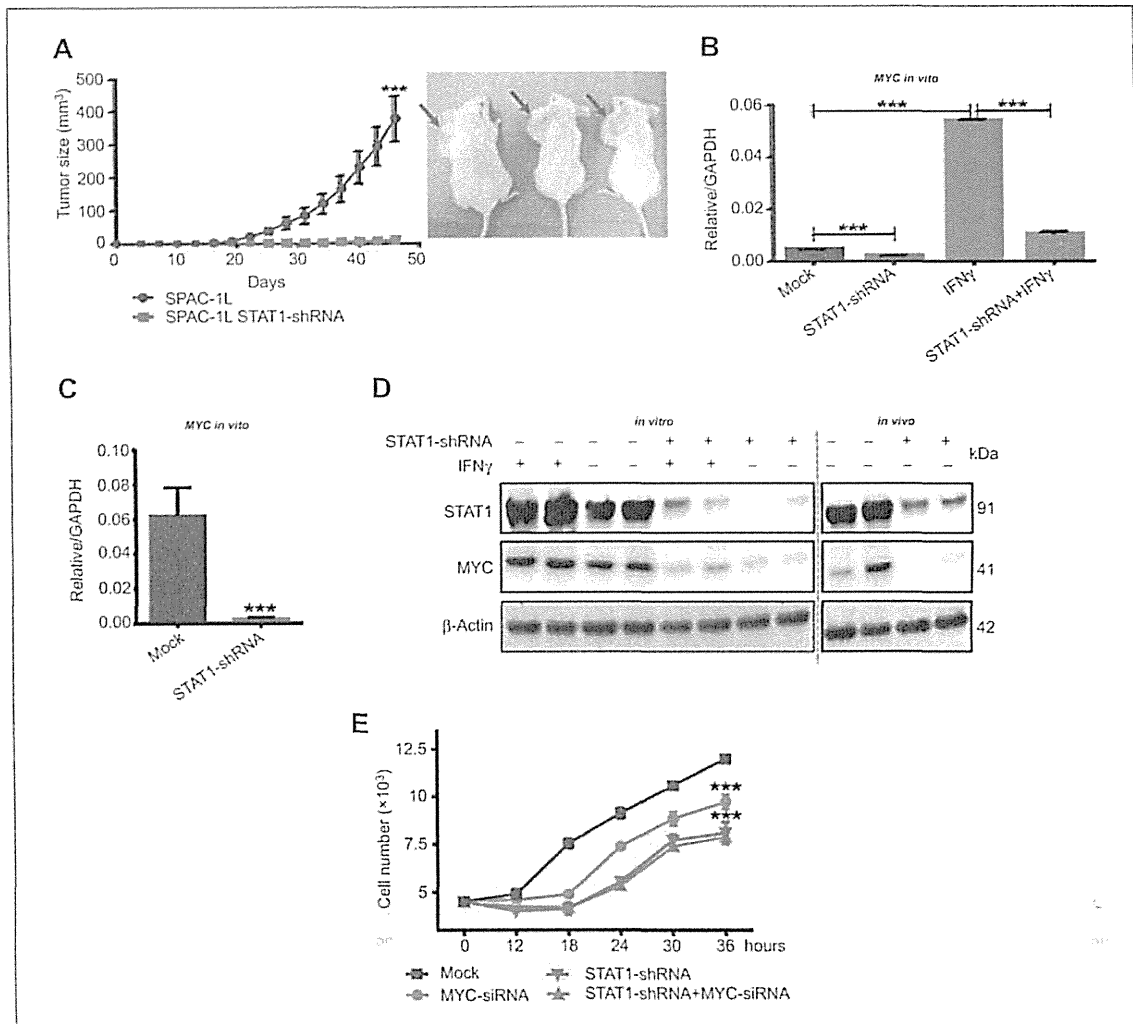 A
Tumor size (mm³)
500
400
300
200
100
0
***
0 10 20 30 40 50
Days
SPAC-1L
SPAC-1L STAT1-shRNA
B
MYC in vito
Relative/GAPDH
0.06
0.04
0.02
0.00
***
***
***
Mock
STAT1-shRNA
IFNγ
STAT1-shRNA+IFNγ
C
MYC in vito
Relative/GAPDH
0.10
0.08
0.06
0.04
0.02
0.00
***
Mock
STAT1-shRNA
D
in vitro in vivo
STAT1-shRNA – – – – + + + + – – + + kDa
IFNγ + + – – + + – – – – – –
STAT1 91
MYC 41
β-Actin 42
E
Cell number (×10³)
12.5
10
7.5
5
***
***
0 12 18 24 30 36 hours
Mock STAT1-shRNA
MYC-siRNA STAT1-shRNA+MYC-siRNA